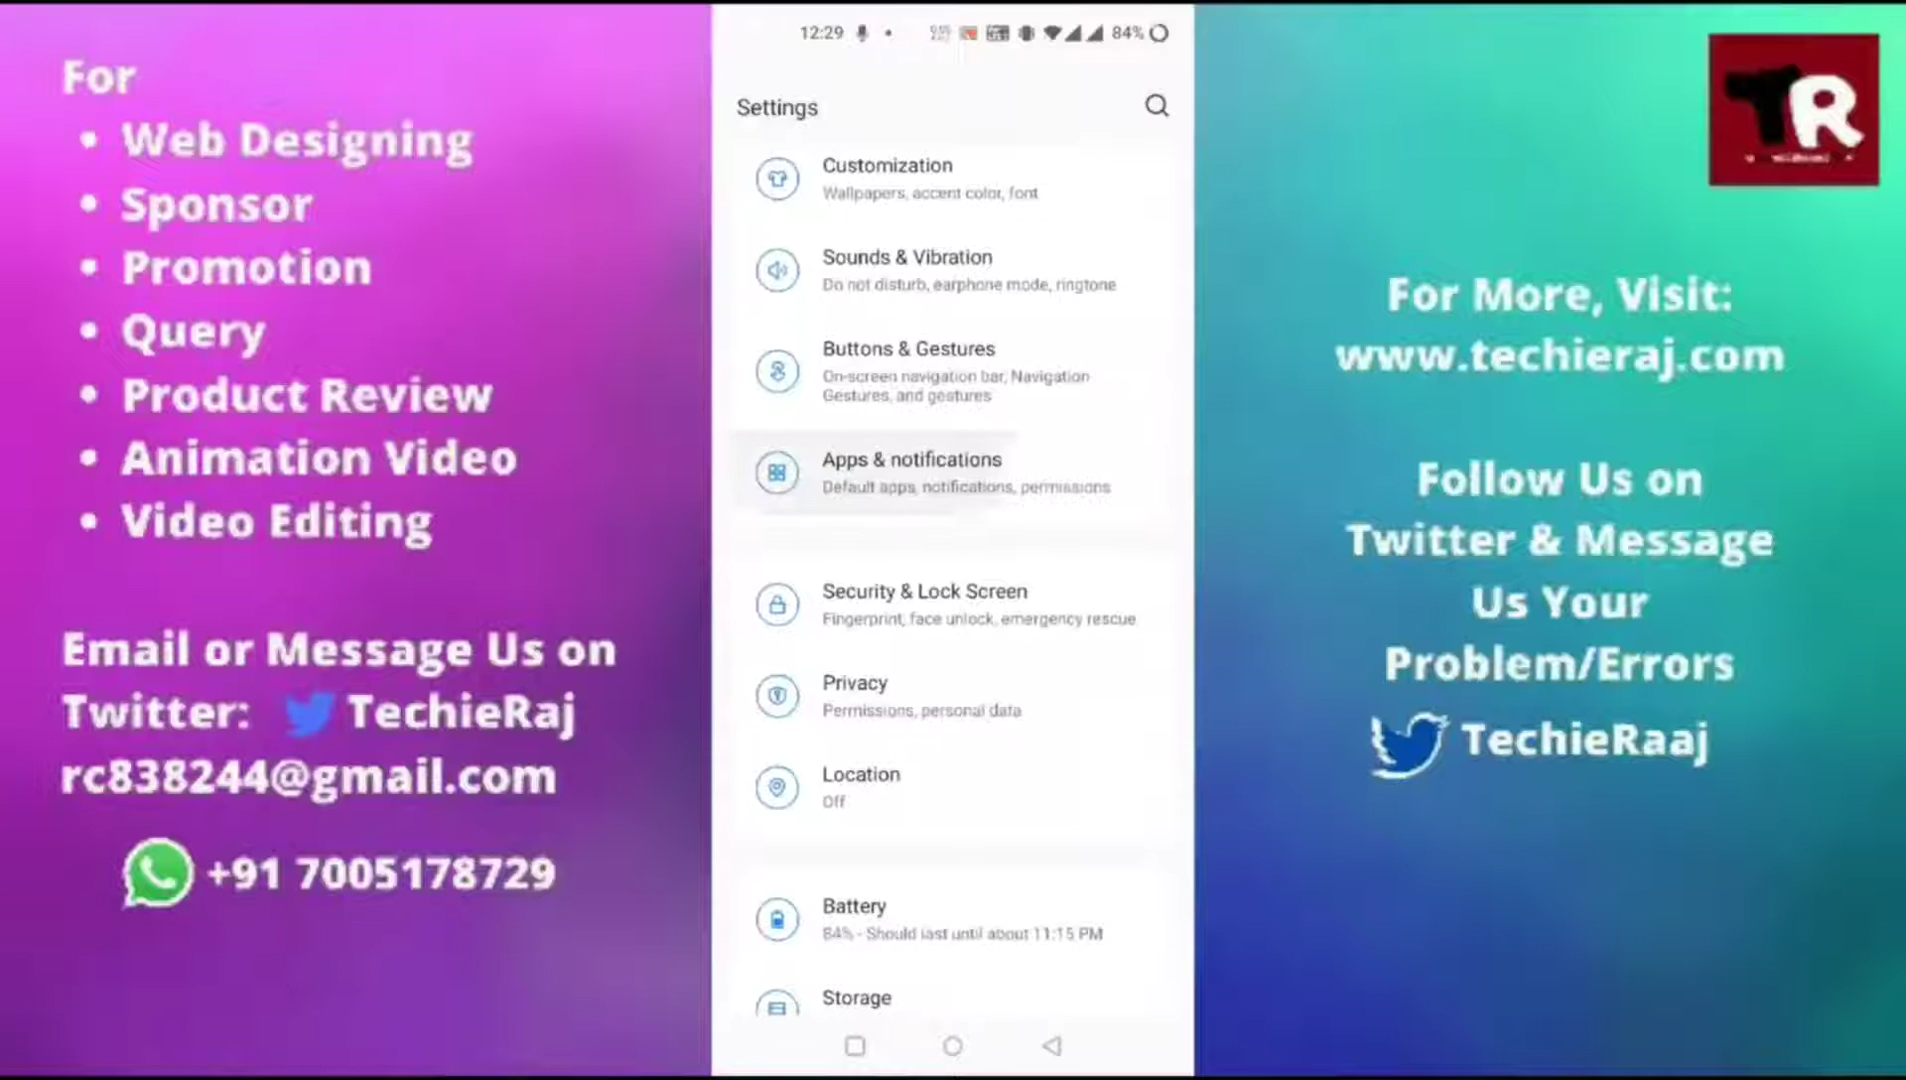 For
• Web Designing
• Sponsor
• Promotion
• Query
• Product Review
• Animation Video
• Video Editing
Email or Message Us on
Twitter: TechieRaj
rc838244@gmail.com
+91 7005178729
12:29
84%
Settings
Customization
Wallpapers, accent color, font
Sounds & Vibration
Do not disturb, earphone mode, ringtone
Buttons & Gestures
On-screen navigation bar, Navigation
Gestures, and gestures
Apps & notifications
Default apps, notifications, permissions
Security & Lock Screen
Fingerprint, face unlock, emergency rescue
Privacy
Permissions, personal data
Location
Off
Battery
84% - Should last until about 11:15 PM
Storage
TR
For More, Visit:
www.techieraj.com
Follow Us on
Twitter & Message
Us Your
Problem/Errors
TechieRaaj